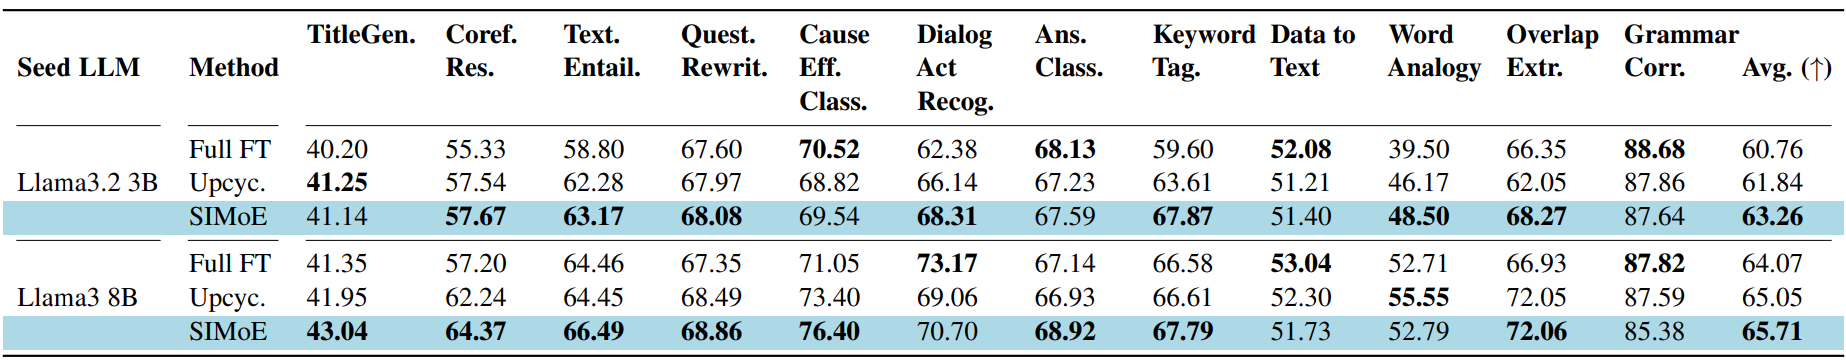 TitleGen. Coref. Text. Quest. Cause Dialog Ans. Keyword Data to Word Overlap Grammar
Seed LLM Method Res. Entail. Rewrit. Eff. Act Class. Tag. Text Analogy Extr. Corr. Avg. (↑)
Class. Recog.
Full FT 40.20 55.33 58.80 67.60 70.52 62.38 68.13 59.60 52.08 39.50 66.35 88.68 60.76
Llama3.2 3B Upcyc. 41.25 57.54 62.28 67.97 68.82 66.14 67.23 63.61 51.21 46.17 62.05 87.86 61.84
SIMoE 41.14 57.67 63.17 68.08 69.54 68.31 67.59 67.87 51.40 48.50 68.27 87.64 63.26
Full FT 41.35 57.20 64.46 67.35 71.05 73.17 67.14 66.58 53.04 52.71 66.93 87.82 64.07
Llama3 8B Upcyc. 41.95 62.24 64.45 68.49 73.40 69.06 66.93 66.61 52.30 55.55 72.05 87.59 65.05
SIMoE 43.04 64.37 66.49 68.86 76.40 70.70 68.92 67.79 51.73 52.79 72.06 85.38 65.71